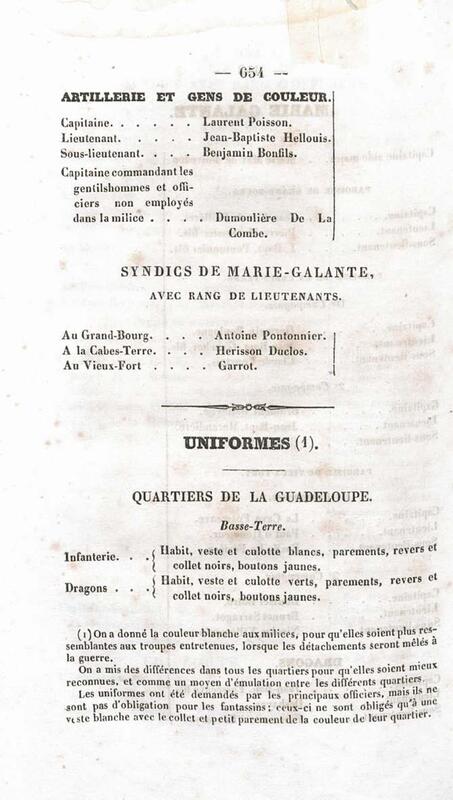 — 654 —
ARTILLERIE ET GENS DE COULEUR.
Capitaine. . . . . . Laurent Poisson.
Lieutenant. . . . . Jean-Baptiste Hellouis.
Sous-lieutenant. . . . Benjamin Bonfils.
Capitaine commandant les
gentilshommes et offi-
ciers non employés
dans la milice . . . . Dumoulière De La
Combe.
SYNDICS DE MARIE-GALANTE,
AVEC RANG DE LIEUTENANTS.
Au Grand-Bourg. . . . Antoine Pontonnier.
A la Cabes-Terre. . . . Herisson Duclos.
Au Vieux-Fort . . . . Garrot.
UNIFORMES (1).
QUARTIERS DE LA GUADELOUPE.
Basse-Terre.
Infanterie. . . { Habit, veste et culotte blancs, parements, revers et
collet noirs, boutons jaunes.
Dragons . . . { Habit, veste et culotte verts, parements, revers et
collet noirs, boutons jaunes.
(1) On a donné la couleur blanche aux milices, pour qu'elles soient plus res-
semblantes aux troupes entretenues, lorsque les détachements seront mêlés à
la guerre.
On a mis des différences dans tous les quartiers pour qu'elles soient mieux
reconnues, et comme un moyen d'émulation entre les différents quartiers.
Les uniformes ont été demandés par les principaux officiers, mais ils ne
sont pas d'obligation pour les fantassins; ceux-ci ne sont obligés qu'à une
veste blanche avec le collet et petit parement de la couleur de leur quartier.